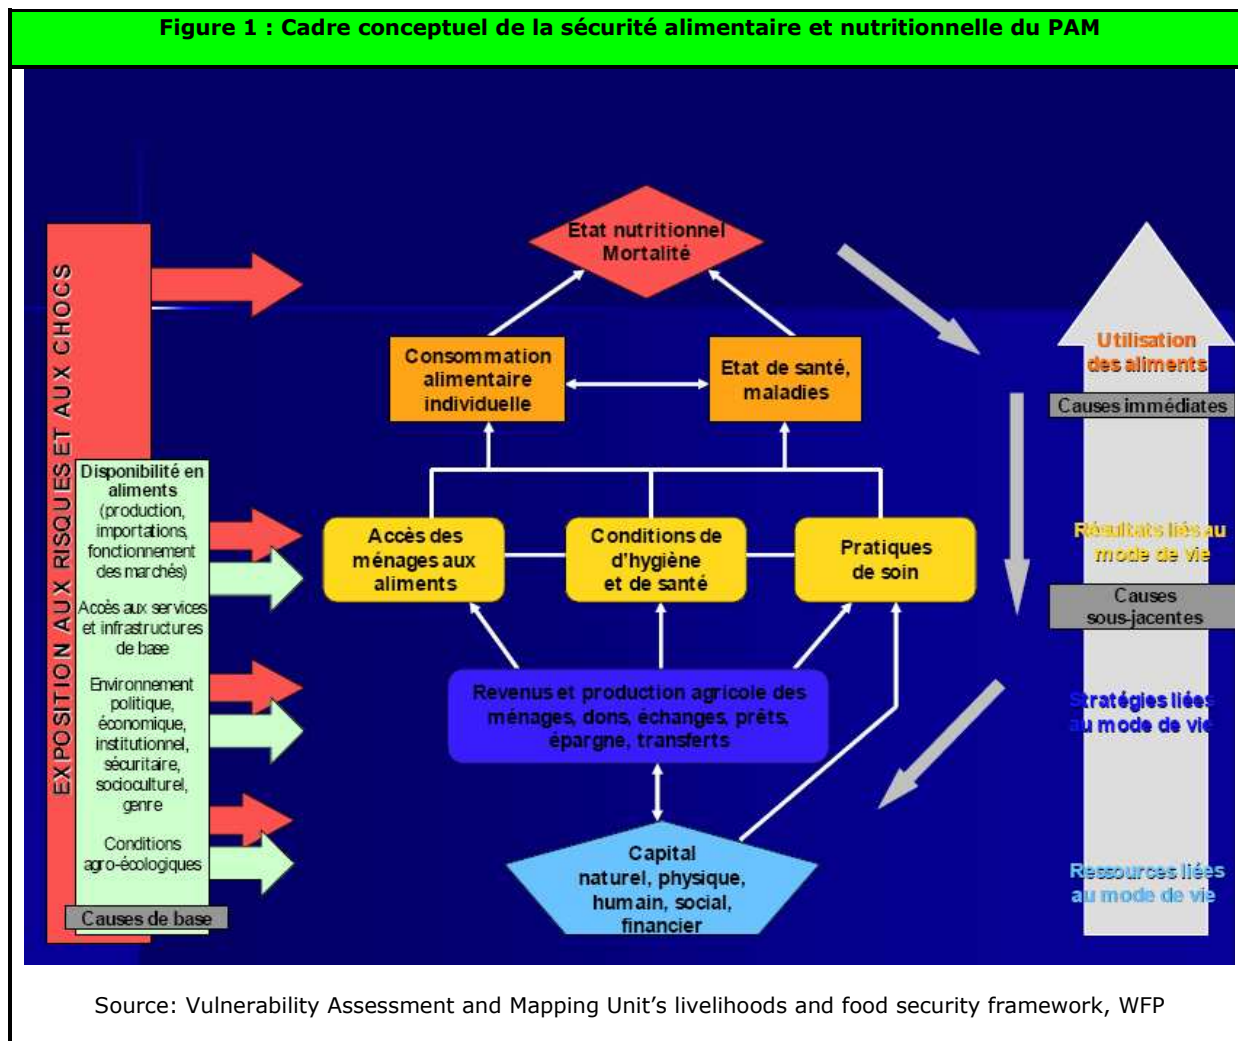 Figure 1 : Cadre conceptuel de la sécurité alimentaire et nutritionnelle du PAM
EXPOSITION AUX RISQUES ET AUX CHOCS
Disponibilité en
aliments
(production,
importations,
fonctionnement
des marchés)
Accès aux services
et infrastructures
de base
Environnement
politique,
économique,
institutionnel,
sécuritaire,
socioculturel,
genre
Conditions
agro-écologiques
Causes de base
Etat nutritionnel
Mortalité
Consommation
alimentaire
individuelle
Etat de santé,
maladies
Accès des
ménages aux
aliments
Conditions de
d'hygiène
et de santé
Pratiques
de soin
Revenus et production agricole des
ménages, dons, échanges, prêts,
épargne, transferts
Capital
naturel, physique,
humain, social,
financier
Utilisation
des aliments
Causes immédiates
Résultats liés au
mode de vie
Causes
sous-jacentes
Stratégies liées
au mode de vie
Ressources liées
au mode de vie
Source: Vulnerability Assessment and Mapping Unit's livelihoods and food security framework, WFP